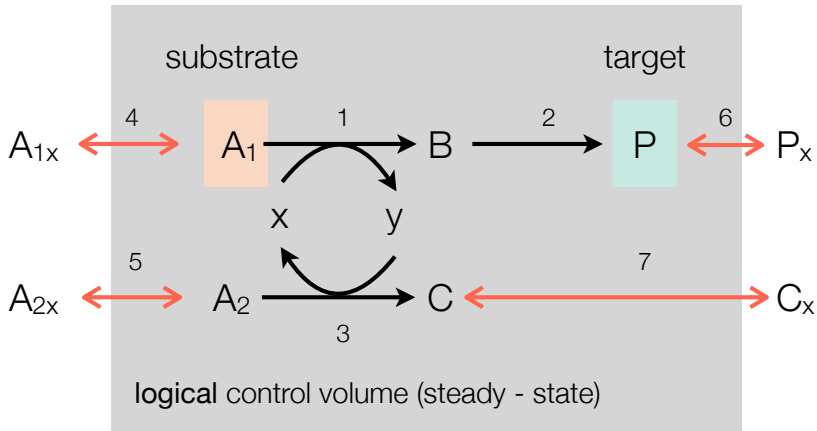 substrate target
4 1 2 6
A₁ₓ A₁ B P Pₓ
x y
5 7
A₂ₓ A₂ C Cₓ
3
logical control volume (steady - state)